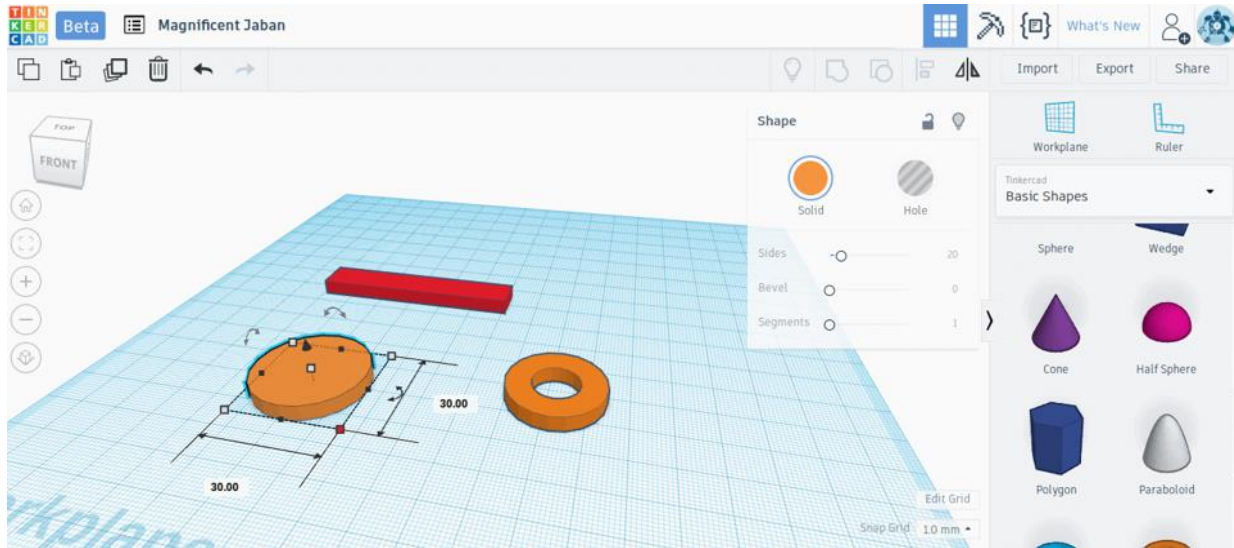 TIN
KER
CAD
Beta
Magnificent Jaban
What's New
Import
Export
Share
TOP
FRONT
Shape
Solid
Hole
Sides
20
Bevel
0
Segments
1
Workplane
Ruler
Tinkercad
Basic Shapes
Sphere
Wedge
Cone
Half Sphere
Polygon
Paraboloid
30.00
30.00
Edit Grid
Snap Grid
1.0 mm
rkplane